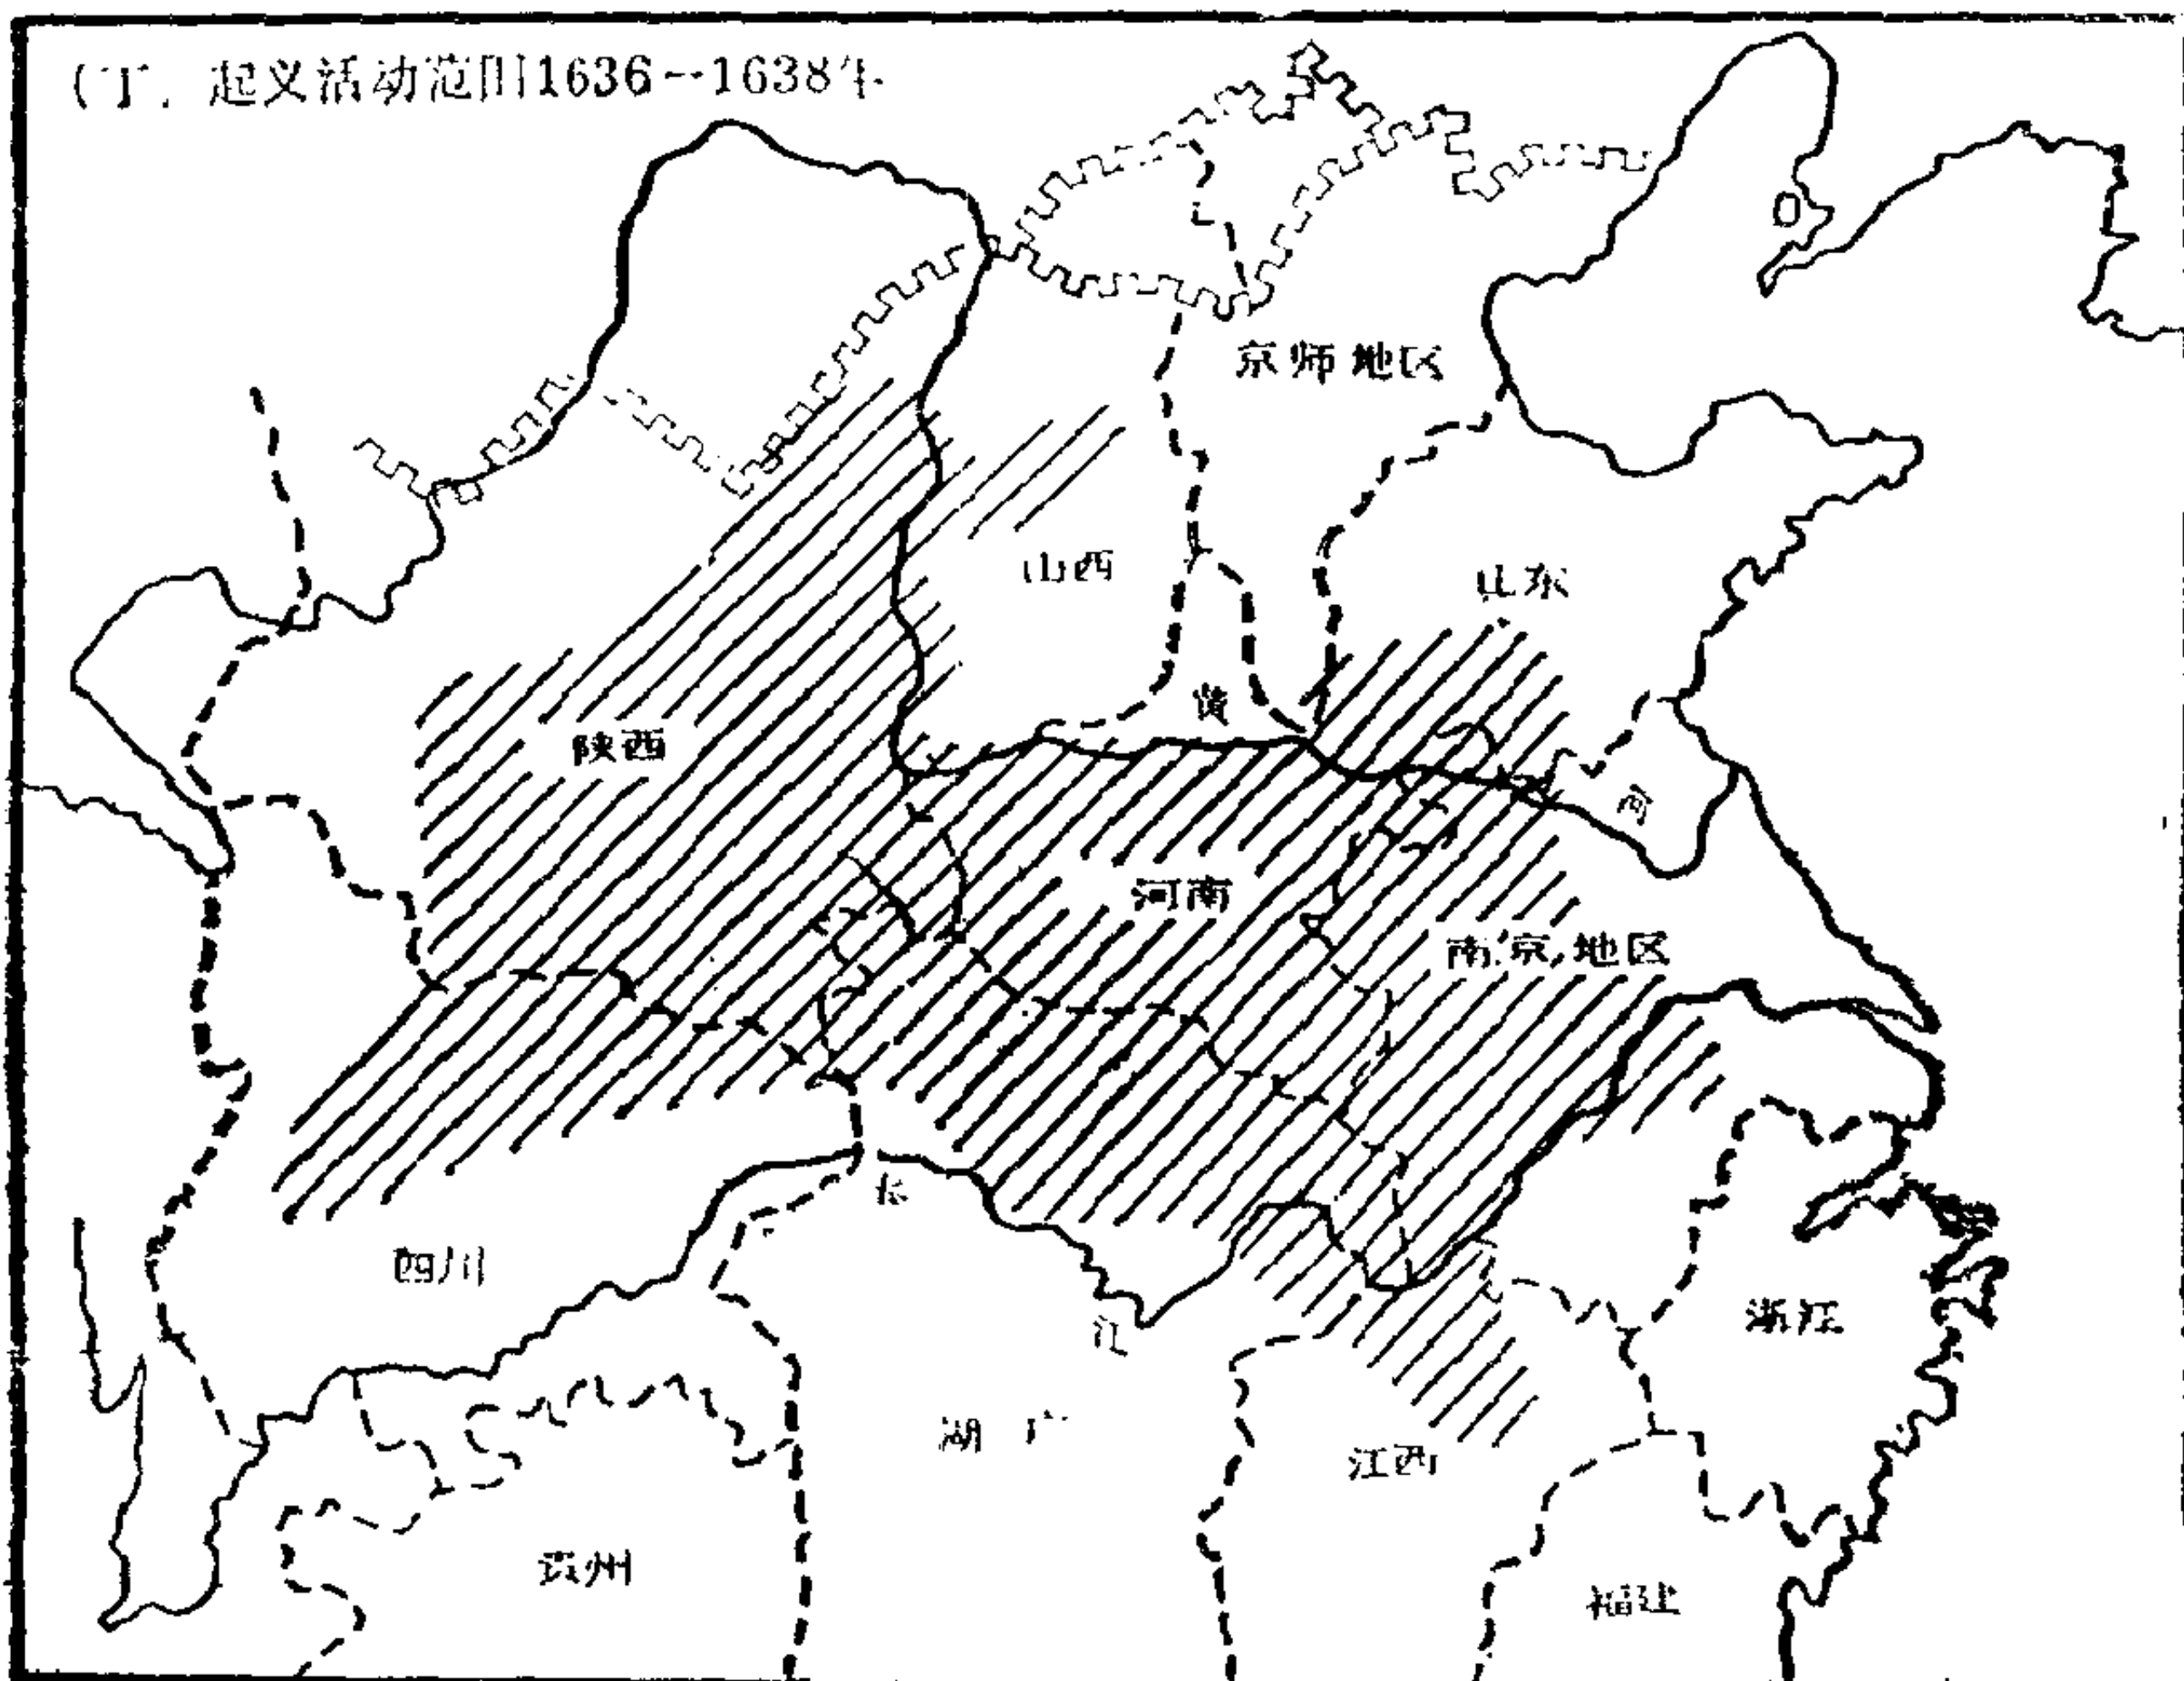 (丁. 起义活动范围1636--1638年
京师地区
山西
山东
黄
陕西
河
河南
南京地区
长
四川
江
浙江
湖广
江西
贵州
福建